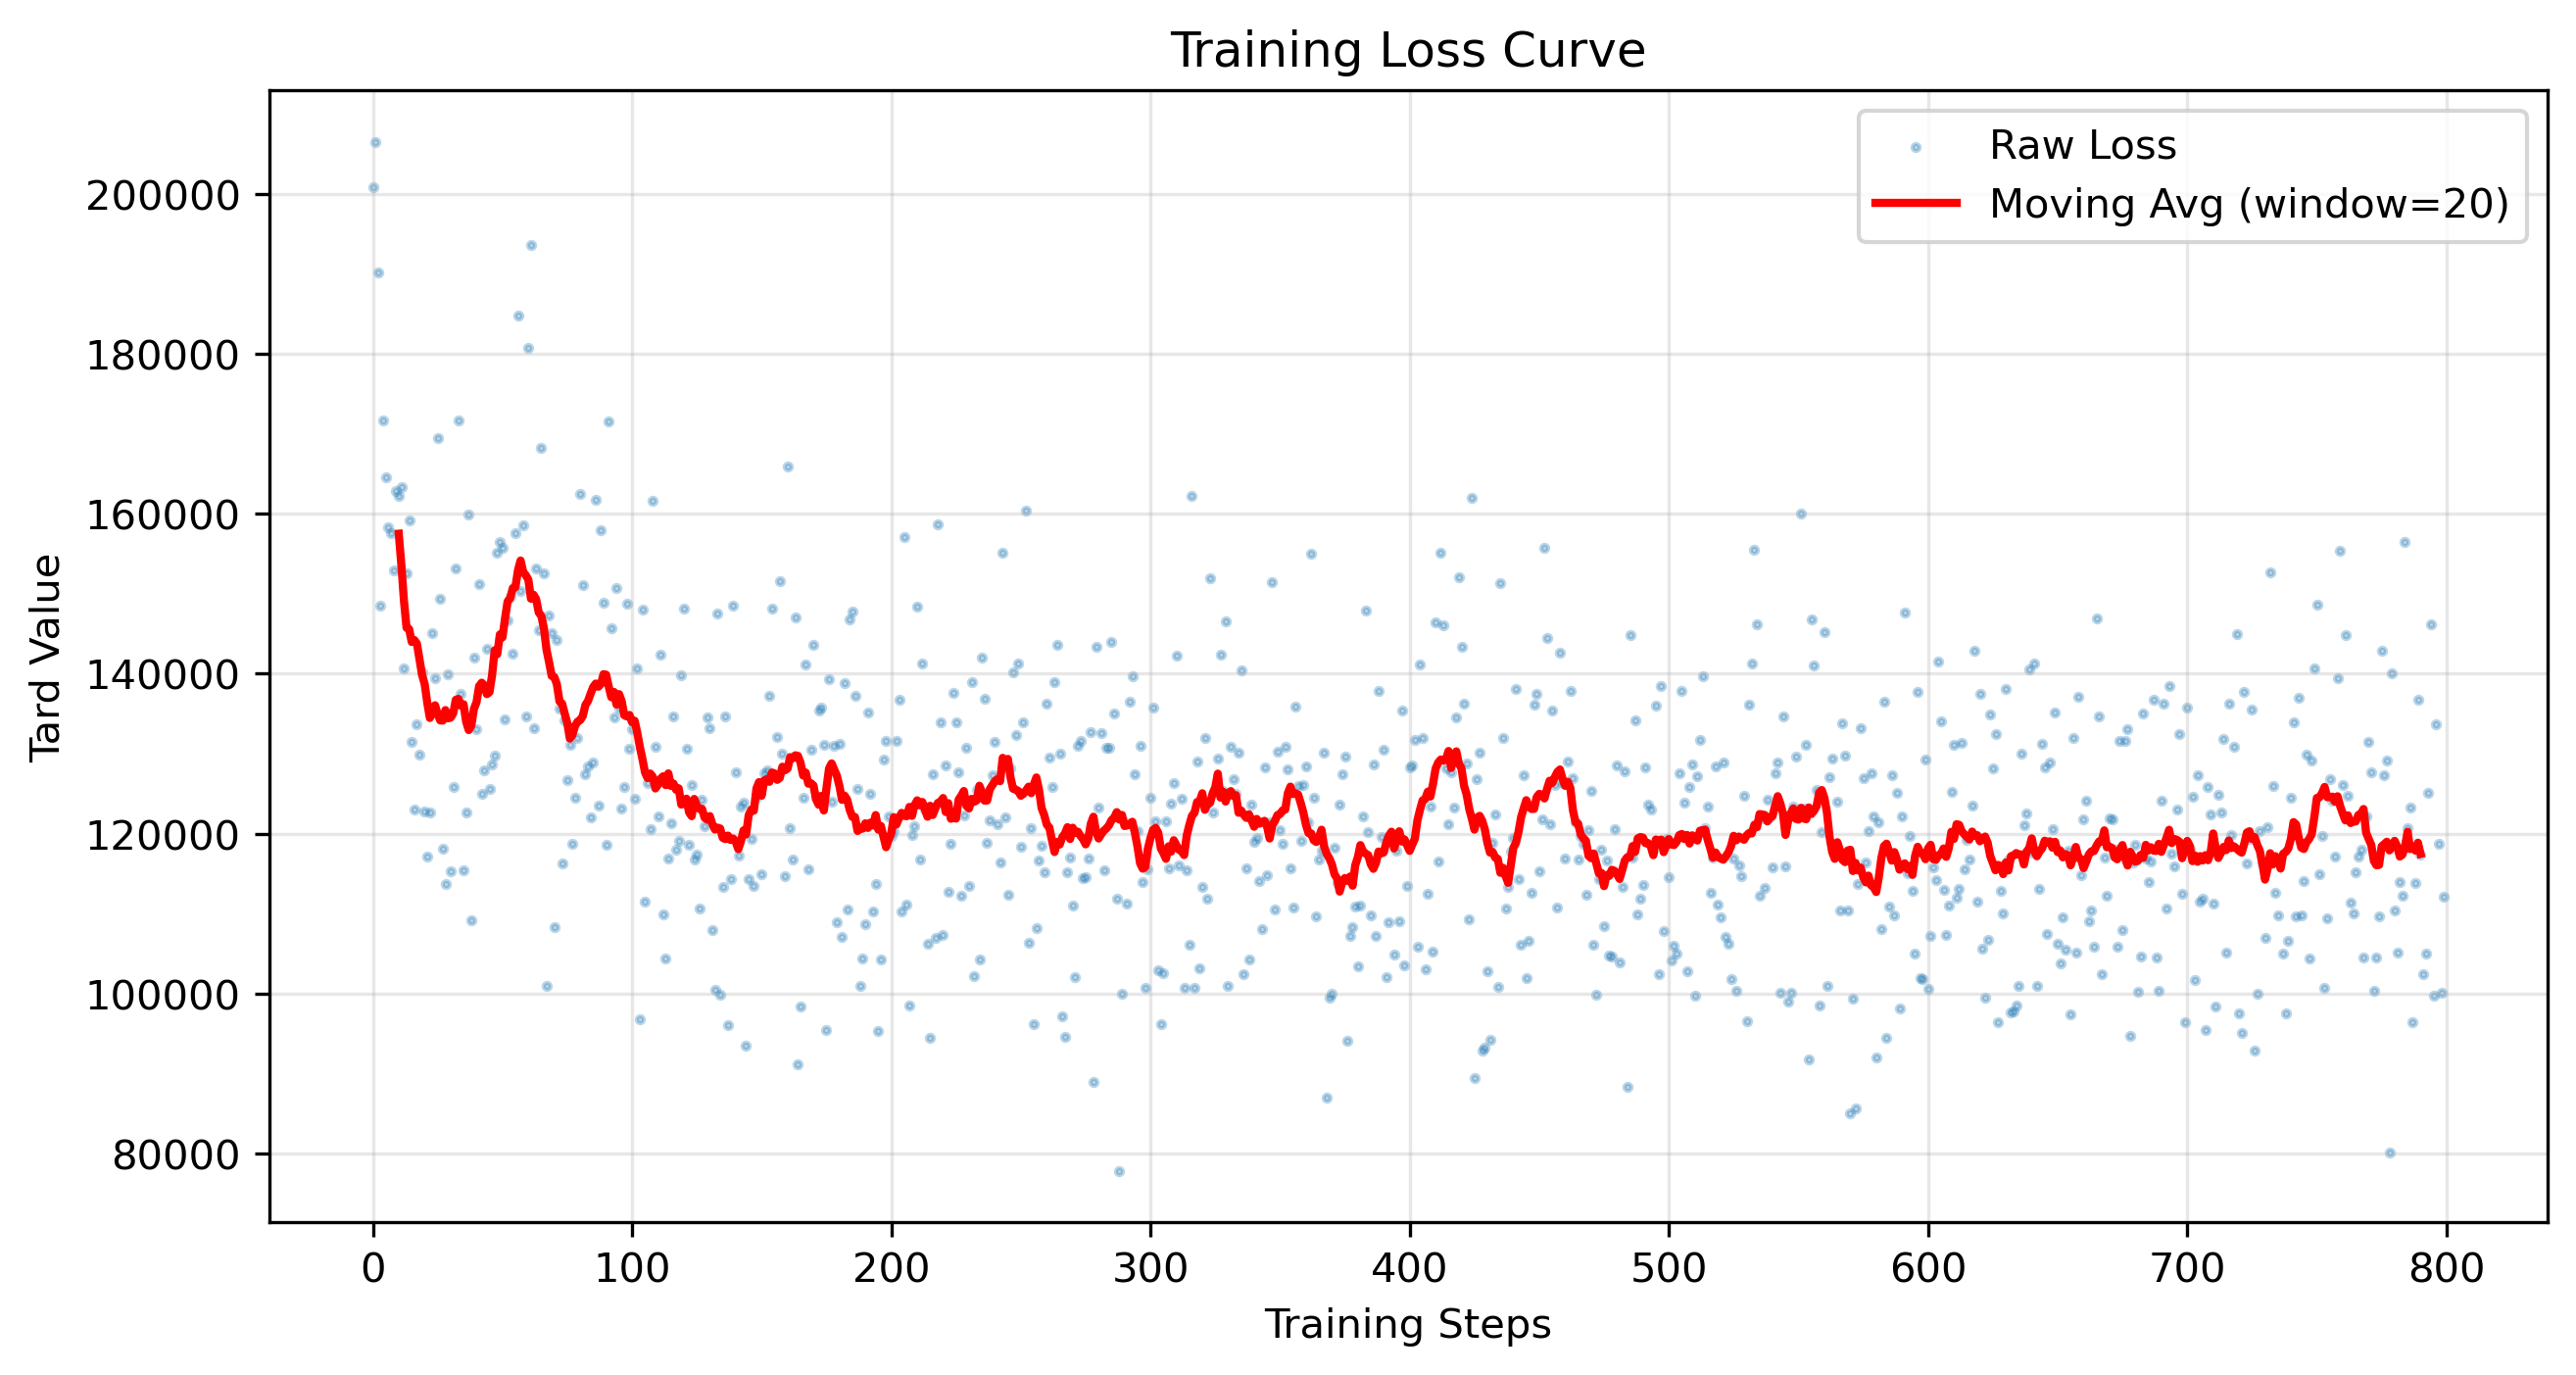 Training Loss Curve
Raw Loss
Moving Avg (window=20)
Tard Value
200000
180000
160000
140000
120000
100000
80000
0 100 200 300 400 500 600 700 800
Training Steps